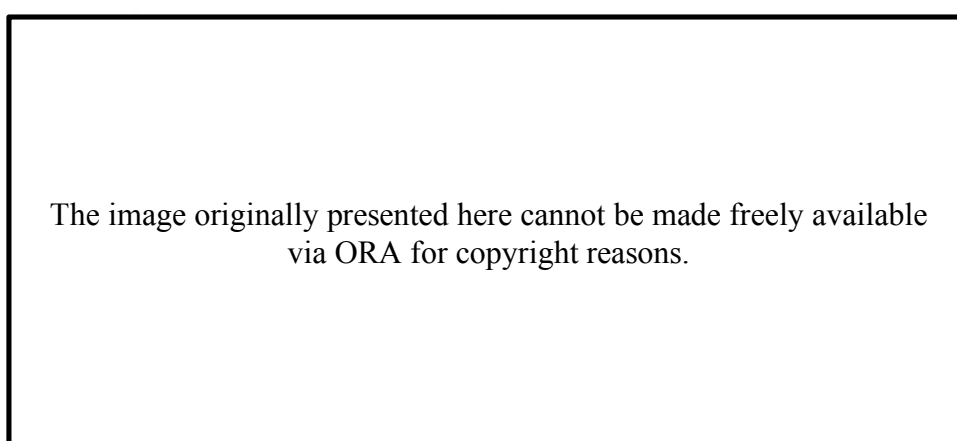 The image originally presented here cannot be made freely available
via ORA for copyright reasons.